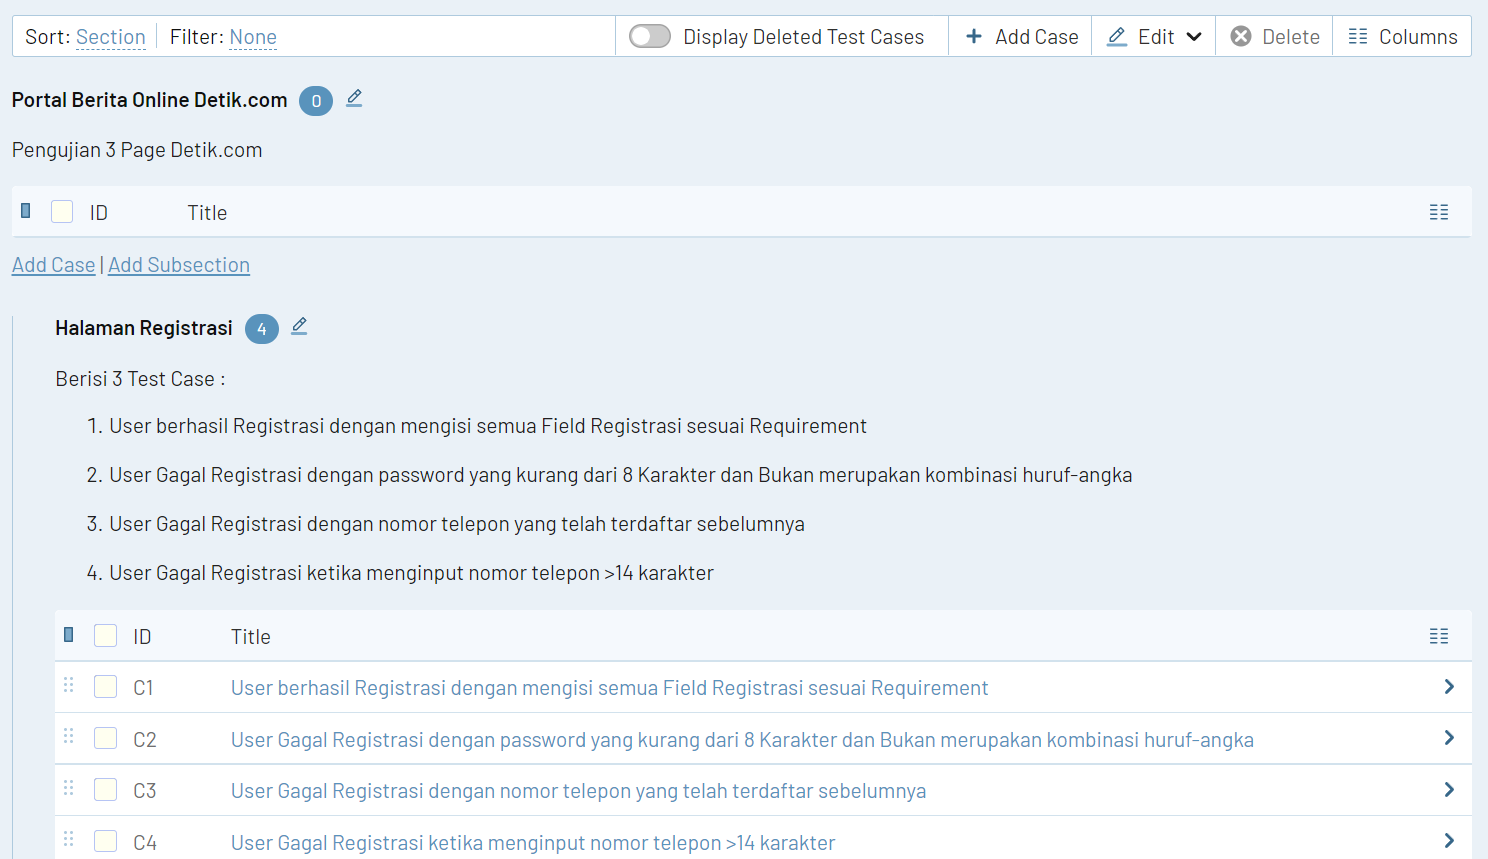 Sort: Section Filter: None Display Deleted Test Cases Add Case Edit Delete Columns
Portal Berita Online Detik.com 0
Pengujian 3 Page Detik.com
ID Title
Add Case | Add Subsection
Halaman Registrasi 4
Berisi 3 Test Case :
1. User berhasil Registrasi dengan mengisi semua Field Registrasi sesuai Requirement
2. User Gagal Registrasi dengan password yang kurang dari 8 Karakter dan Bukan merupakan kombinasi huruf-angka
3. User Gagal Registrasi dengan nomor telepon yang telah terdaftar sebelumnya
4. User Gagal Registrasi ketika menginput nomor telepon >14 karakter
ID Title
C1 User berhasil Registrasi dengan mengisi semua Field Registrasi sesuai Requirement
C2 User Gagal Registrasi dengan password yang kurang dari 8 Karakter dan Bukan merupakan kombinasi huruf-angka
C3 User Gagal Registrasi dengan nomor telepon yang telah terdaftar sebelumnya
C4 User Gagal Registrasi ketika menginput nomor telepon >14 karakter